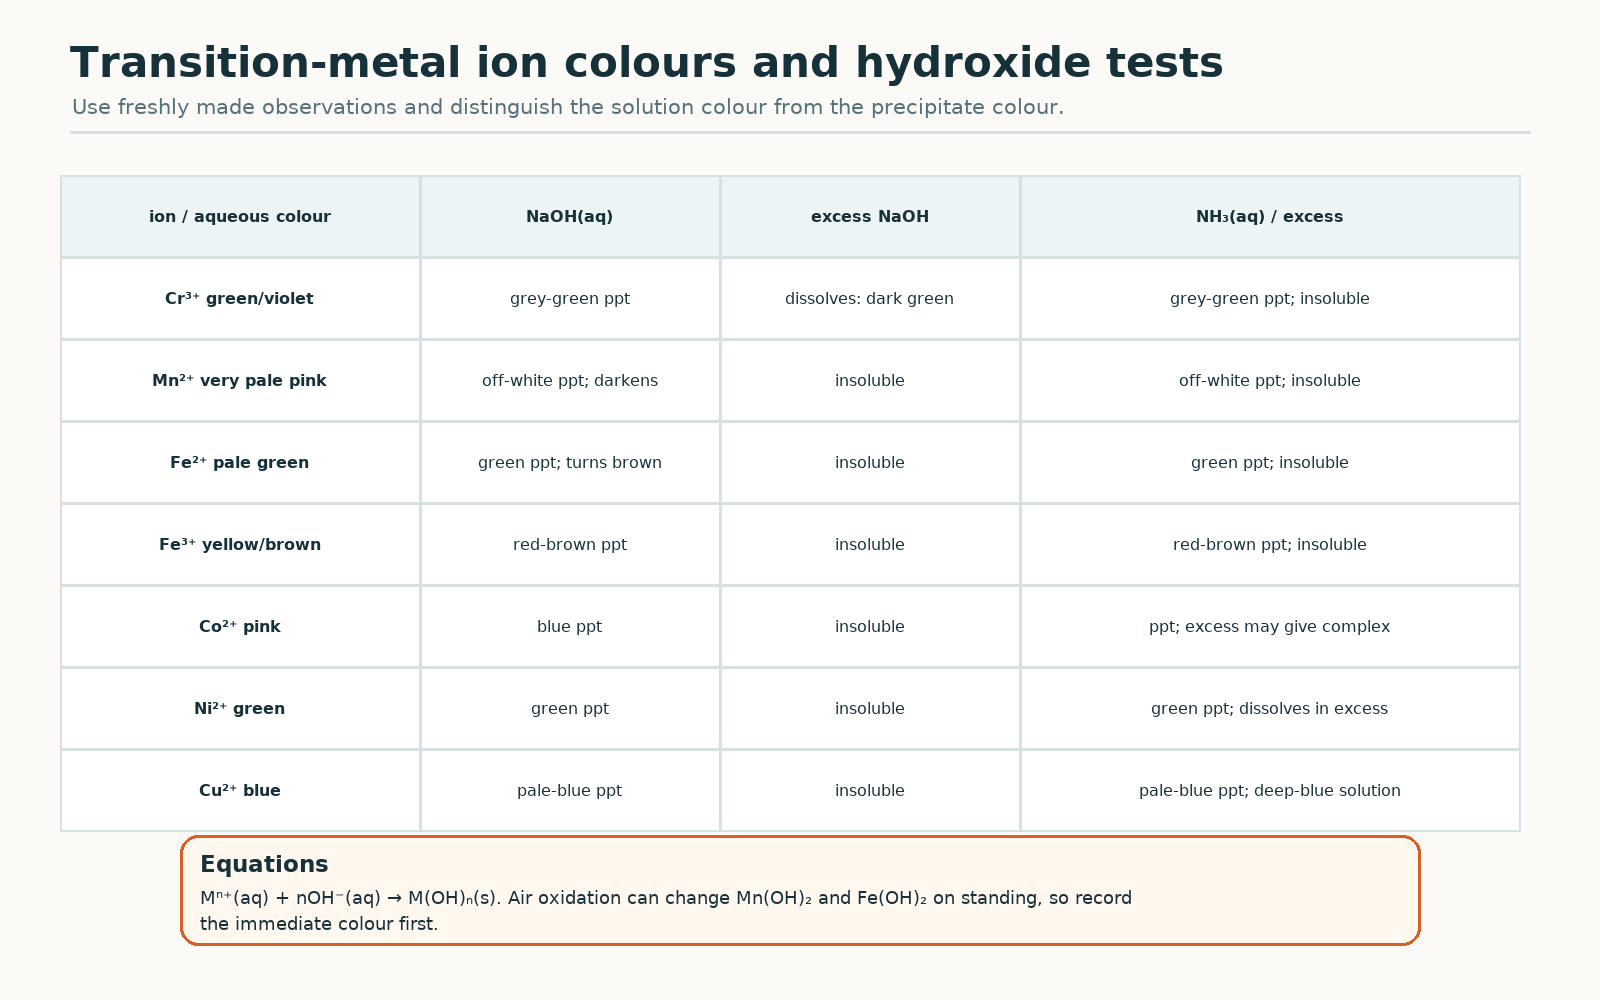 Transition-metal ion colours and hydroxide tests
Use freshly made observations and distinguish the solution colour from the precipitate colour.
ion / aqueous colour NaOH(aq) excess NaOH NH₃(aq) / excess
Cr³⁺ green/violet grey-green ppt dissolves: dark green grey-green ppt; insoluble
Mn²⁺ very pale pink off-white ppt; darkens insoluble off-white ppt; insoluble
Fe²⁺ pale green green ppt; turns brown insoluble green ppt; insoluble
Fe³⁺ yellow/brown red-brown ppt insoluble red-brown ppt; insoluble
Co²⁺ pink blue ppt insoluble ppt; excess may give complex
Ni²⁺ green green ppt insoluble green ppt; dissolves in excess
Cu²⁺ blue pale-blue ppt insoluble pale-blue ppt; deep-blue solution
Equations
Mⁿ⁺(aq) + nOH⁻(aq) → M(OH)ₙ(s). Air oxidation can change Mn(OH)₂ and Fe(OH)₂ on standing, so record
the immediate colour first.